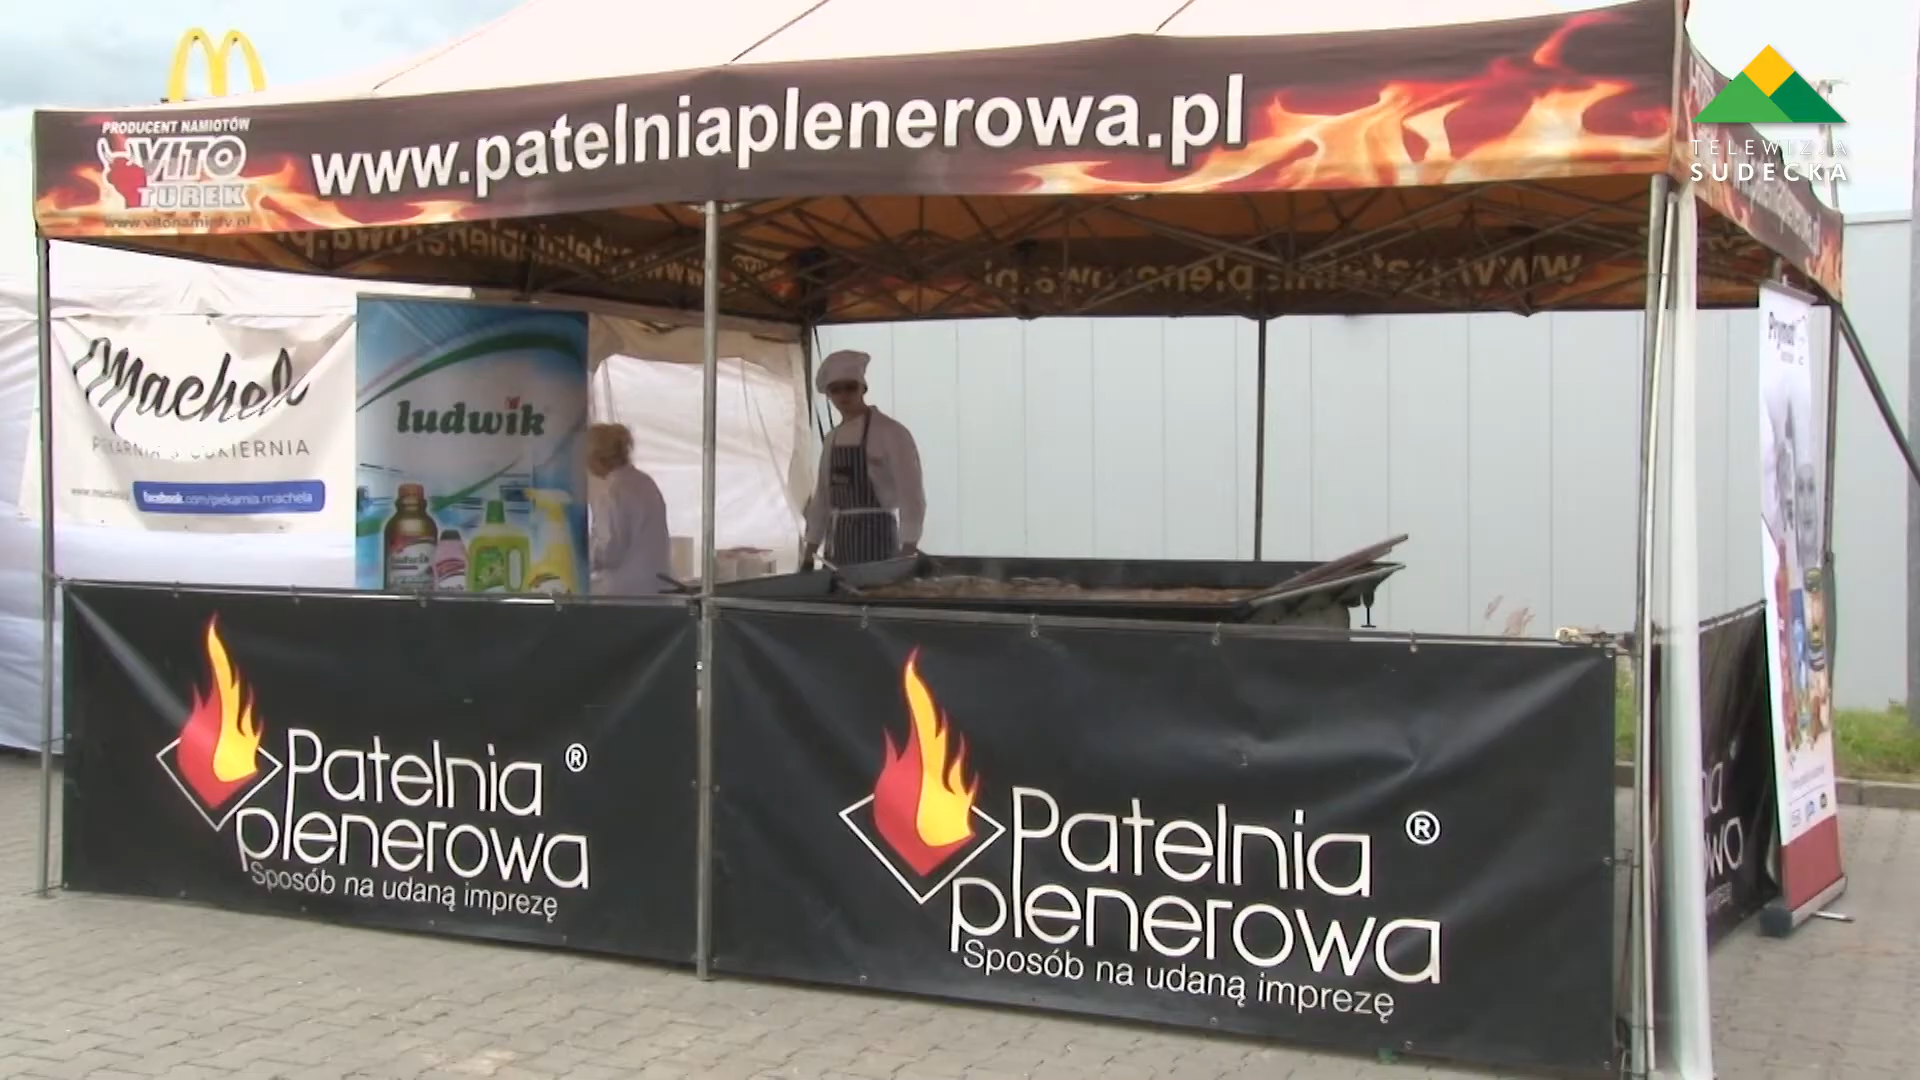 PRODUCENT NAMIOTÓW
VITO
TUREK
www.vitonamioty.pl
www.patelniaplenerowa.pl
TELEWIZJA
SUDECKA
Machela
PIEKARNIA CUKIERNIA
facebook.com/piekarnia.machela
ludwik
Prymat
Patelnia ®
plenerowa
Sposób na udaną imprezę
Patelnia ®
plenerowa
Sposób na udaną imprezę